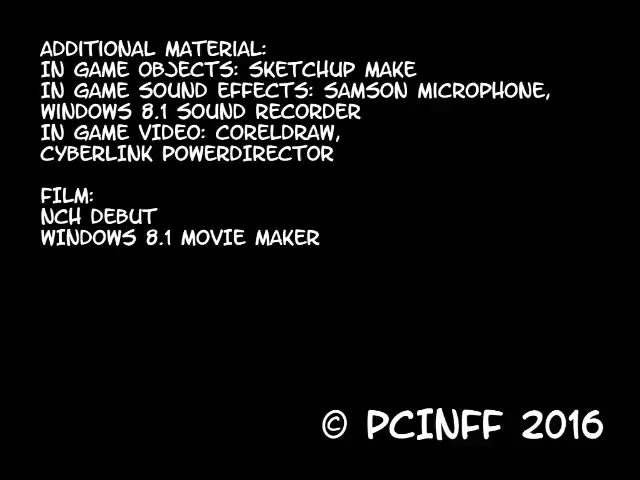 ADDITIONAL MATERIAL:
IN GAME OBJECTS: SKETCHUP MAKE
IN GAME SOUND EFFECTS: SAMSON MICROPHONE,
WINDOWS 8.1 SOUND RECORDER
IN GAME VIDEO: CORELDRAW,
CYBERLINK POWERDIRECTOR
FILM:
NCH DEBUT
WINDOWS 8.1 MOVIE MAKER
© PCINFF 2016